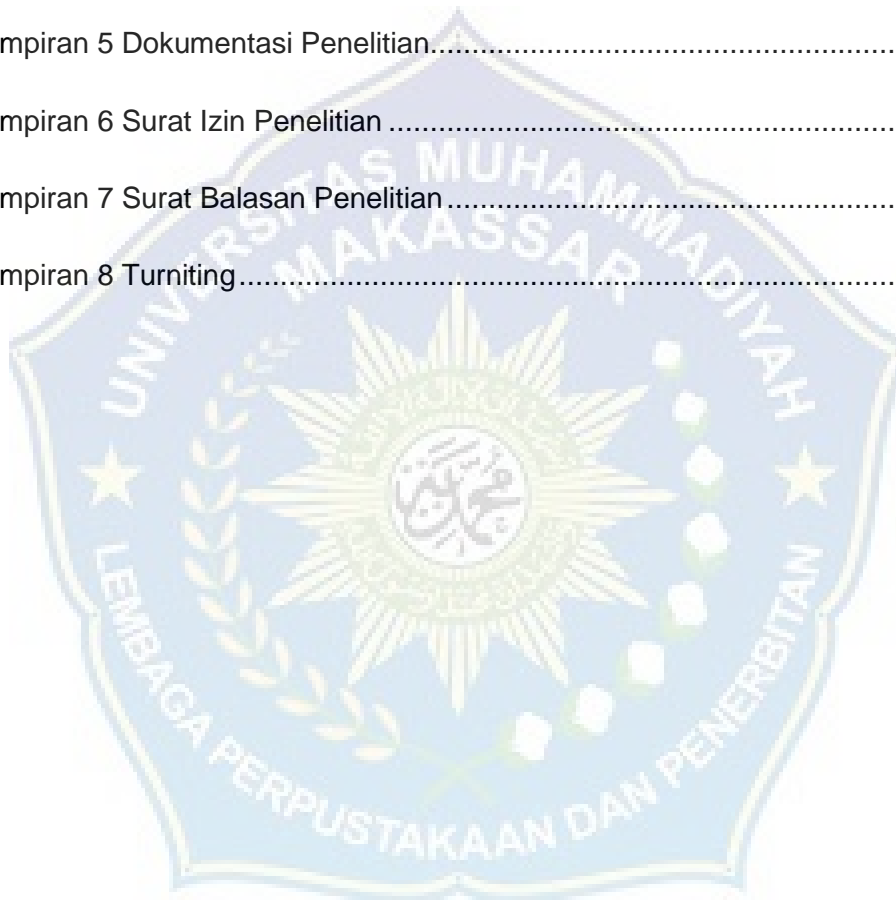 mpiran 5 Dokumentasi Penelitian..........................................................
mpiran 6 Surat Izin Penelitian ...............................................................
mpiran 7 Surat Balasan Penelitian ........................................................
mpiran 8 Turniting..................................................................................
UNIVERSITAS MUHAMMADIYAH
MAKASSAR
LEMBAGA PERPUSTAKAAN DAN PENERBITAN